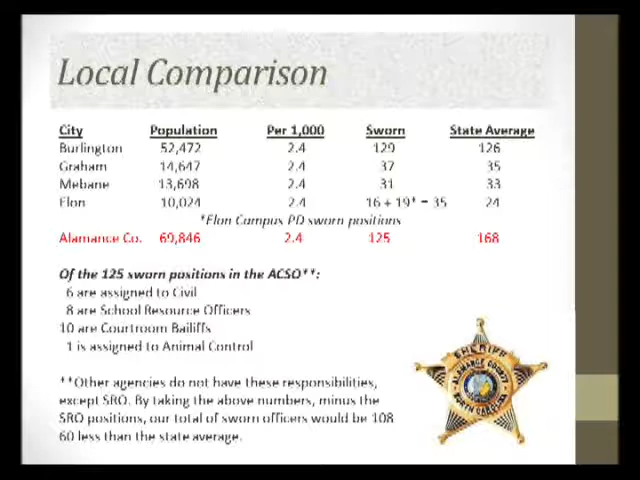 Local Comparison
City Population Per 1,000 Sworn State Average
Burlington 52,472 2.4 129 126
Graham 14,647 2.4 37 35
Mebane 13,698 2.4 31 33
Elon 10,024 2.4 16 + 19* = 35 24
*Elon Campus PD sworn positions
Alamance Co. 69,846 2.4 125 168
Of the 125 sworn positions in the ACSO**:
6 are assigned to Civil
8 are School Resource Officers
10 are Courtroom Bailiffs
1 is assigned to Animal Control
**Other agencies do not have these responsibilities,
except SRO. By taking the above numbers, minus the
SRO positions, our total of sworn officers would be 108
60 less than the state average.
SHERIFF
ALAMANCE COUNTY
NORTH CAROLINA